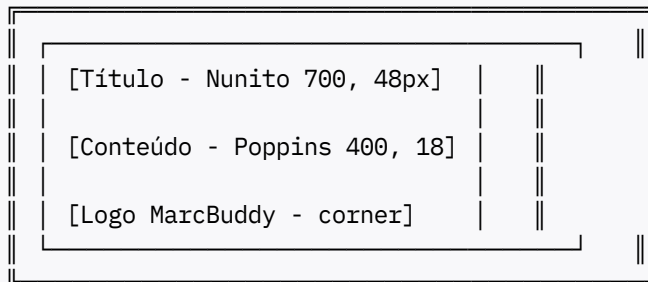 [Título - Nunito 700, 48px]
[Conteúdo - Poppins 400, 18]
[Logo MarcBuddy - corner]